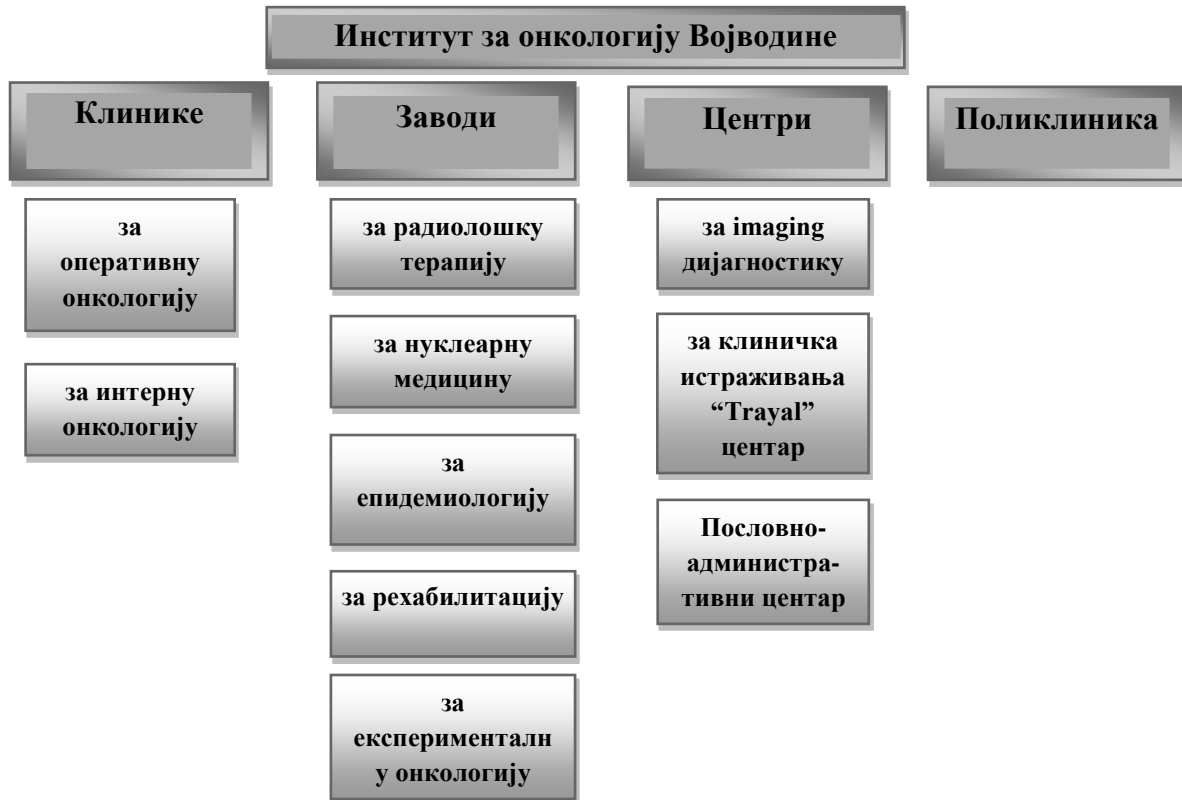 Институт за онкологију Војводине
Клинике
Заводи
Центри
Поликлиника
за
оперативну
онкологију
за интерну
онкологију
за радиолошку
терапију
за нуклеарну
медицину
за
епидемиологију
за рехабилитацију
за
експерименталн
у онкологију
за imaging
дијагностику
за клиничка
истраживања
“Trayal”
центар
Пословно-
администра-
тивни центар